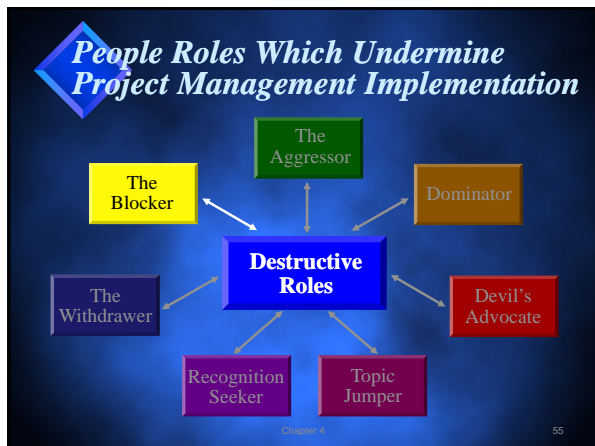 People Roles Which Undermine
Project Management Implementation
The
Aggressor
The
Blocker
Dominator
Destructive
Roles
The
Withdrawer
Devil's
Advocate
Recognition
Seeker
Topic
Jumper
Chapter 4
55